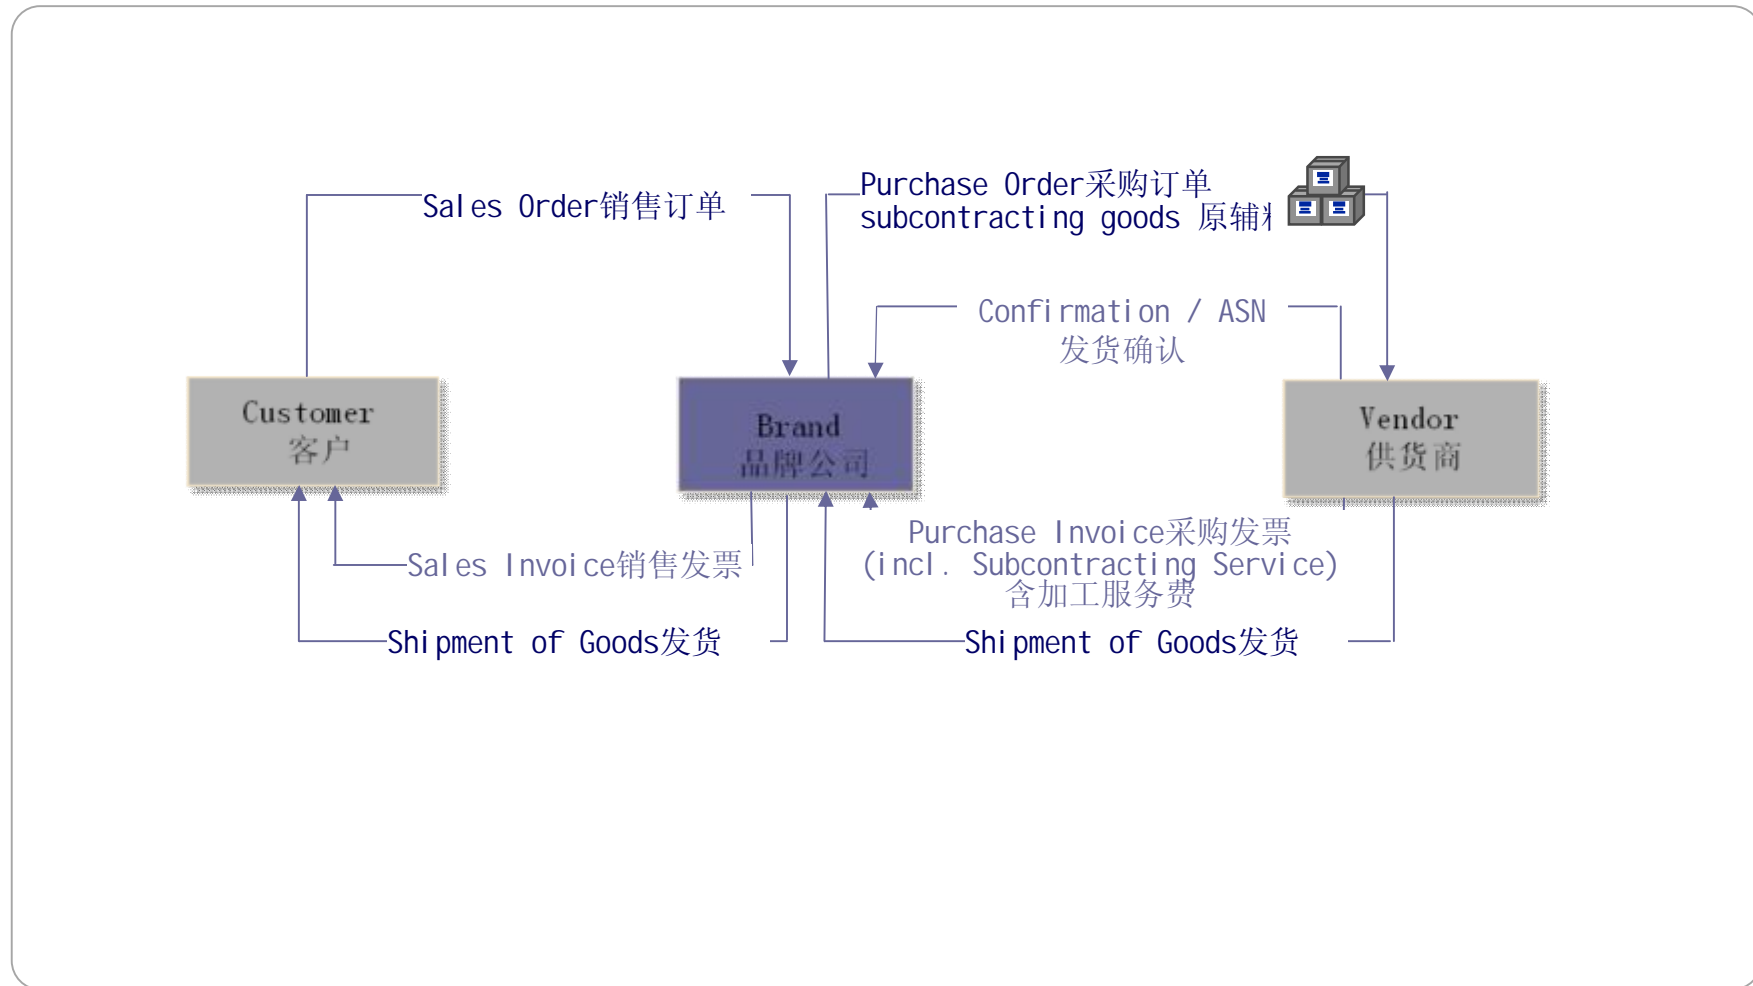 Sales Order销售订单
Purchase Order采购订单
subcontracting goods 原辅
Confirmation / ASN
发货确认
Customer
客户
Brand
品牌公司
Vendor
供货商
Sales Invoice销售发票
Purchase Invoice采购发票
(incl. Subcontracting Service)
含加工服务费
Shipment of Goods发货
Shipment of Goods发货